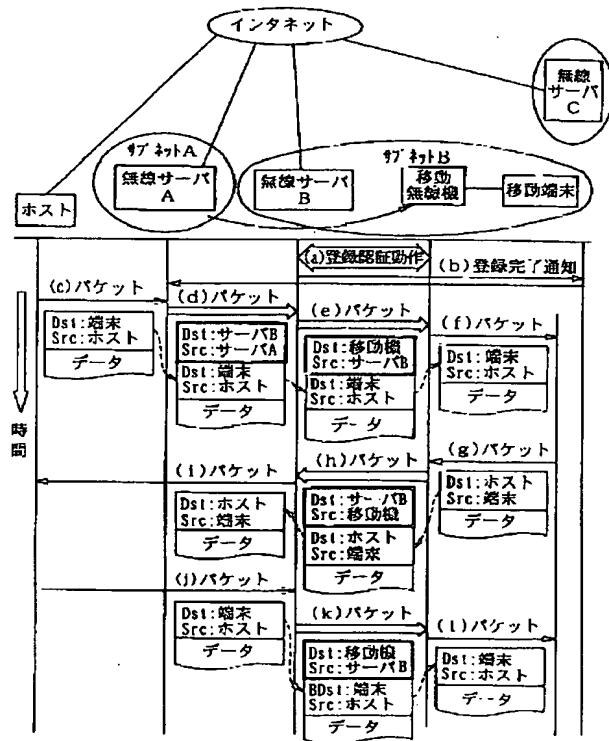 インタネット
無線
サーバ
C
サブネットA
無線サーバ
A
サブネットB
無線サーバ
B
移動
無線機
移動端末
ホスト
(a)登録認証動作
(b)登録完了通知
(c)パケット
(d)パケット
(e)パケット
(f)パケット
Dst:端末
Src:ホスト
データ
Dst:サーバB
Src:サーバA
Dst:端末
Src:ホスト
データ
Dst:移動機
Src:サーバB
Dst:端末
Src:ホスト
データ
Dst:端末
Src:ホスト
データ
時間
(g)パケット
(h)パケット
(i)パケット
Dst:ホスト
Src:端末
データ
Dst:サーバB
Src:移動機
Dst:ホスト
Src:端末
データ
Dst:ホスト
Src:端末
データ
(j)パケット
(k)パケット
(l)パケット
Dst:端末
Src:ホスト
データ
Dst:移動機
Src:サーバB
BDst:端末
Src:ホスト
データ
Dst:端末
Src:ホスト
データ